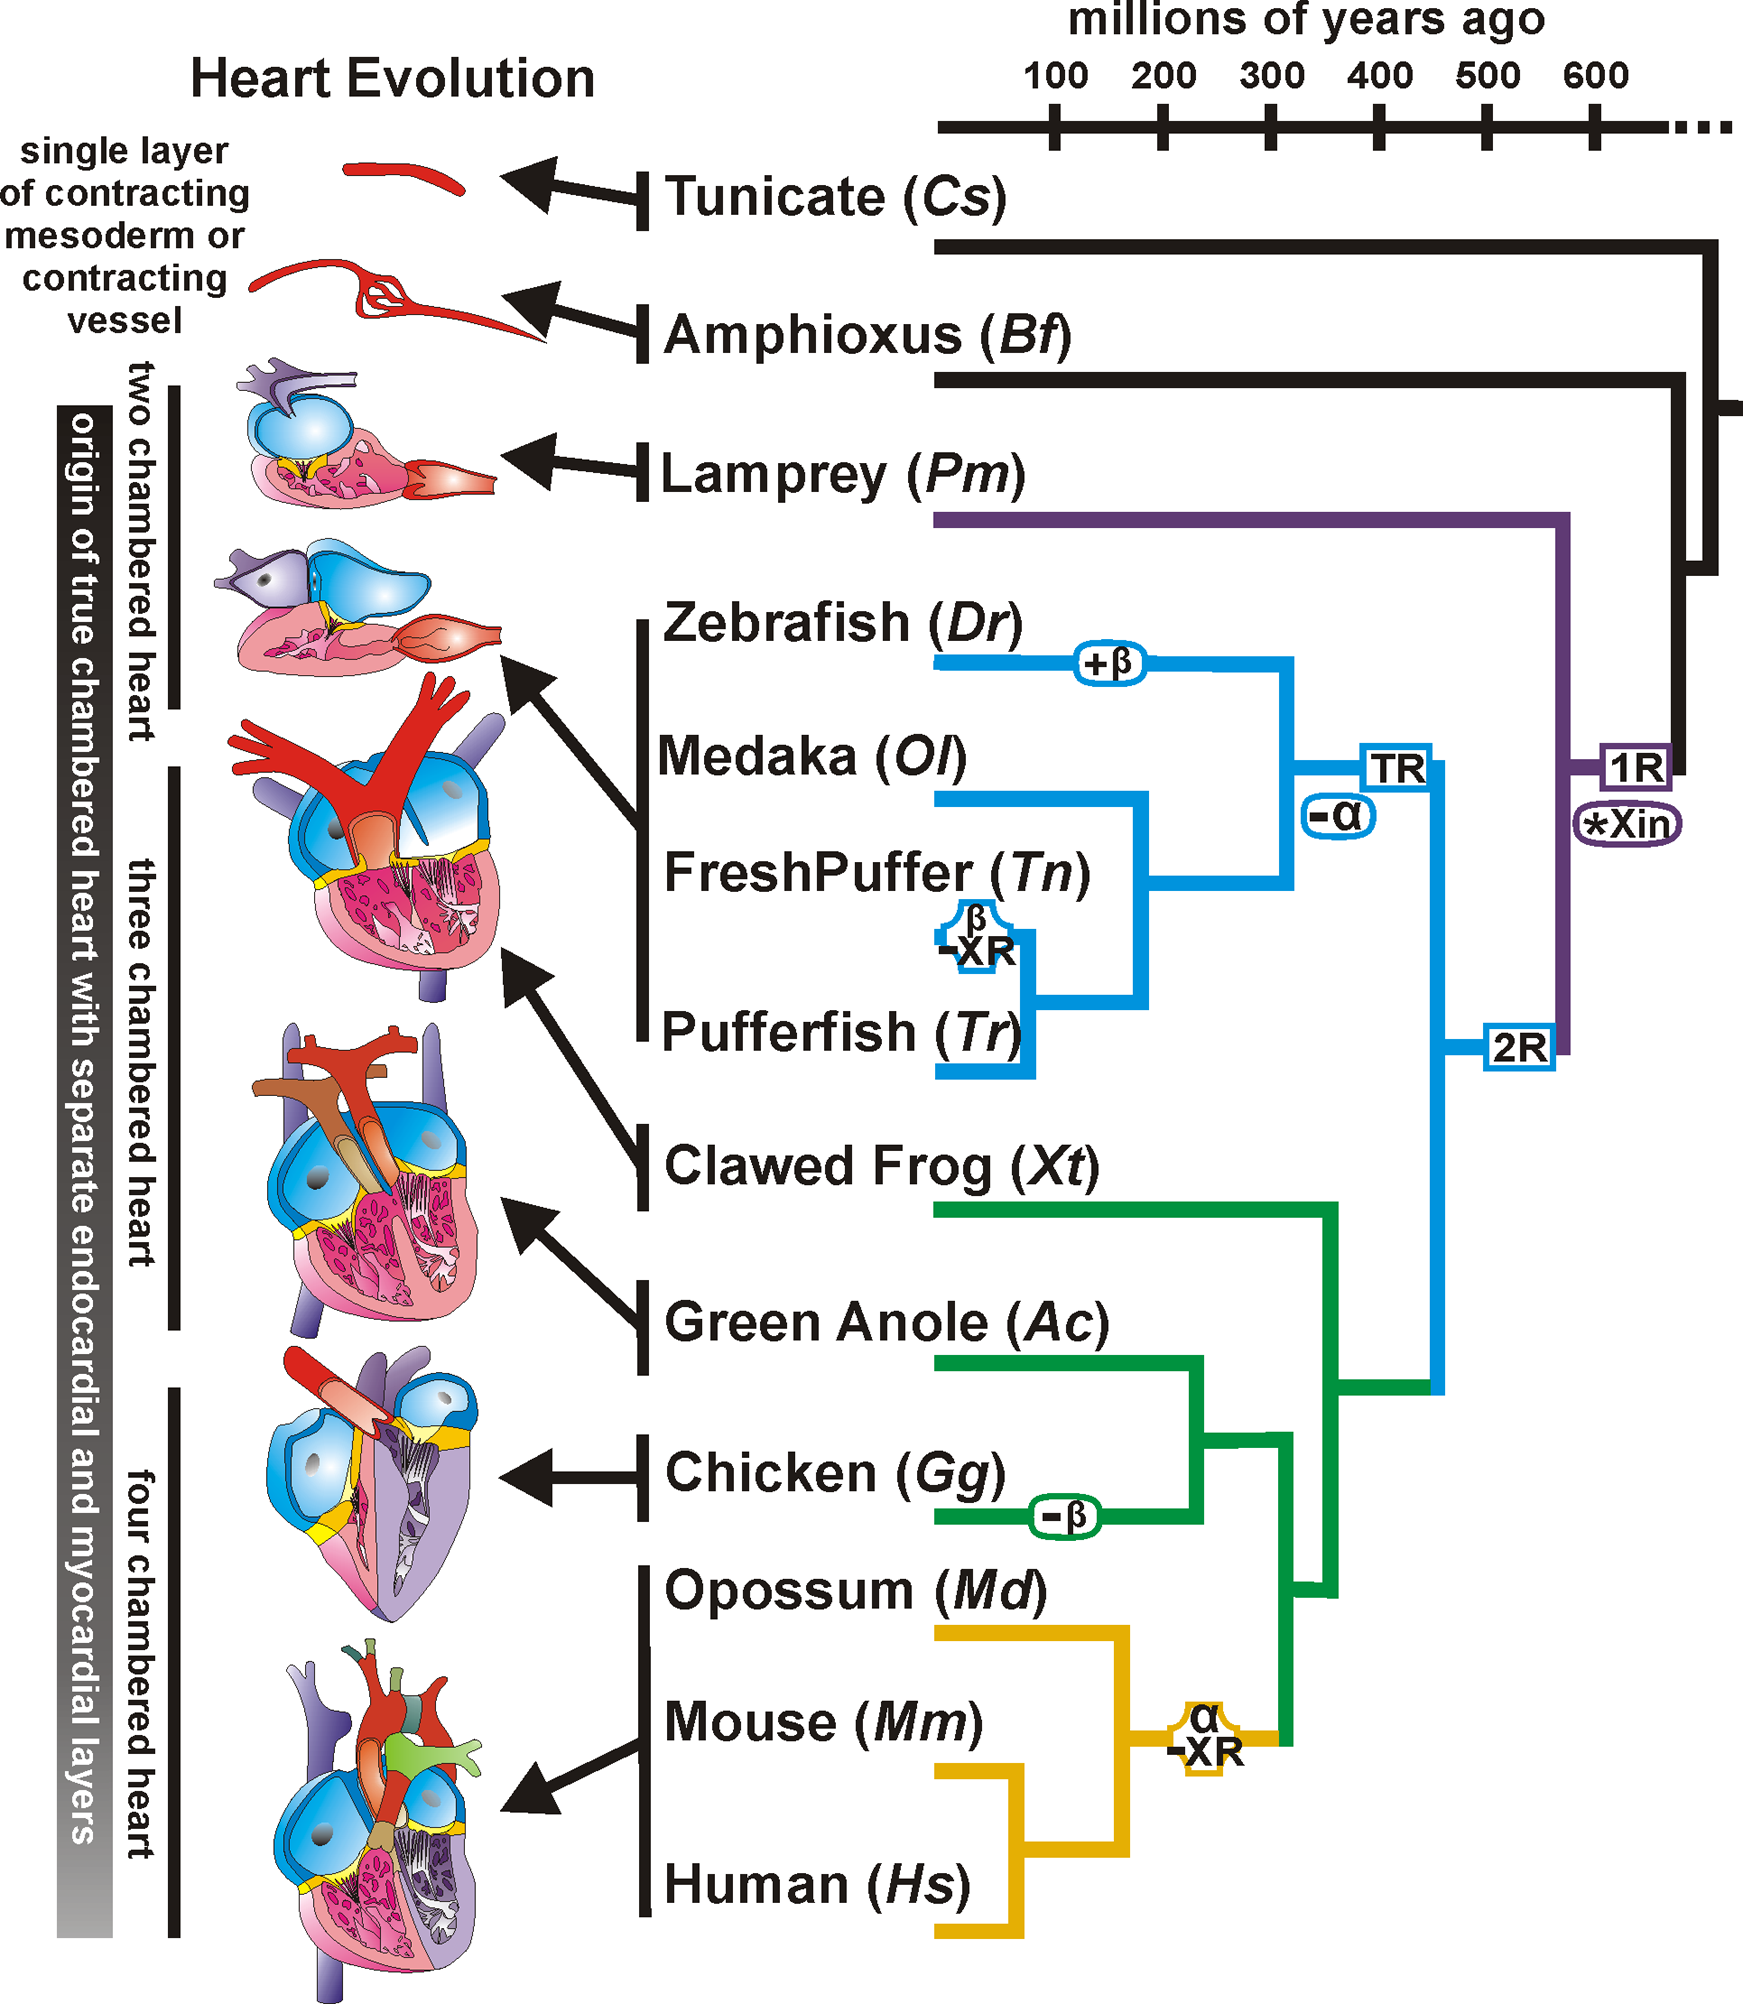 millions of years ago
Heart Evolution
100 200 300 400 500 600
single layer
of contracting
mesoderm or
contracting
vessel
Tunicate (Cs)
Amphioxus (Bf)
two chambered heart
origin of true chambered heart with separate endocardial and myocardial layers
Lamprey (Pm)
Zebrafish (Dr)
+β
Medaka (Ol)
TR
1R
-α
*Xin
three chambered heart
FreshPuffer (Tn)
β
-XR
Pufferfish (Tr)
2R
Clawed Frog (Xt)
Green Anole (Ac)
four chambered heart
Chicken (Gg)
-β
Opossum (Md)
Mouse (Mm)
α
-XR
Human (Hs)